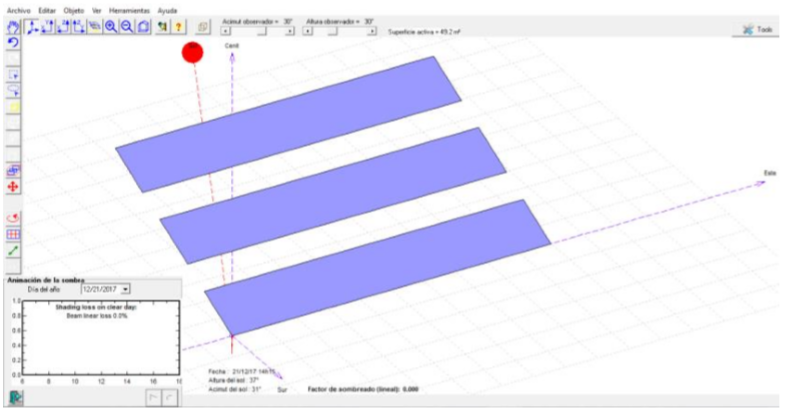 Archivo Editar Objeto Ver Herramientas Ayuda
Acimut observador = 30° Altura observador = 30°
Superficie activa = 49.2 m²
Tools
Cenit
Este
Animación de la sombra
Día del año 12/21/2017
1.0
Shading loss on clear day:
Beam linear loss 0.0%
0.8
0.6
0.4
0.2
0.0
6 8 10 12 14 16 18
Fecha : 21/12/17 14h15
Altura del sol : 37°
Acimut del sol : 31° Sur Factor de sombreado (lineal): 0.000